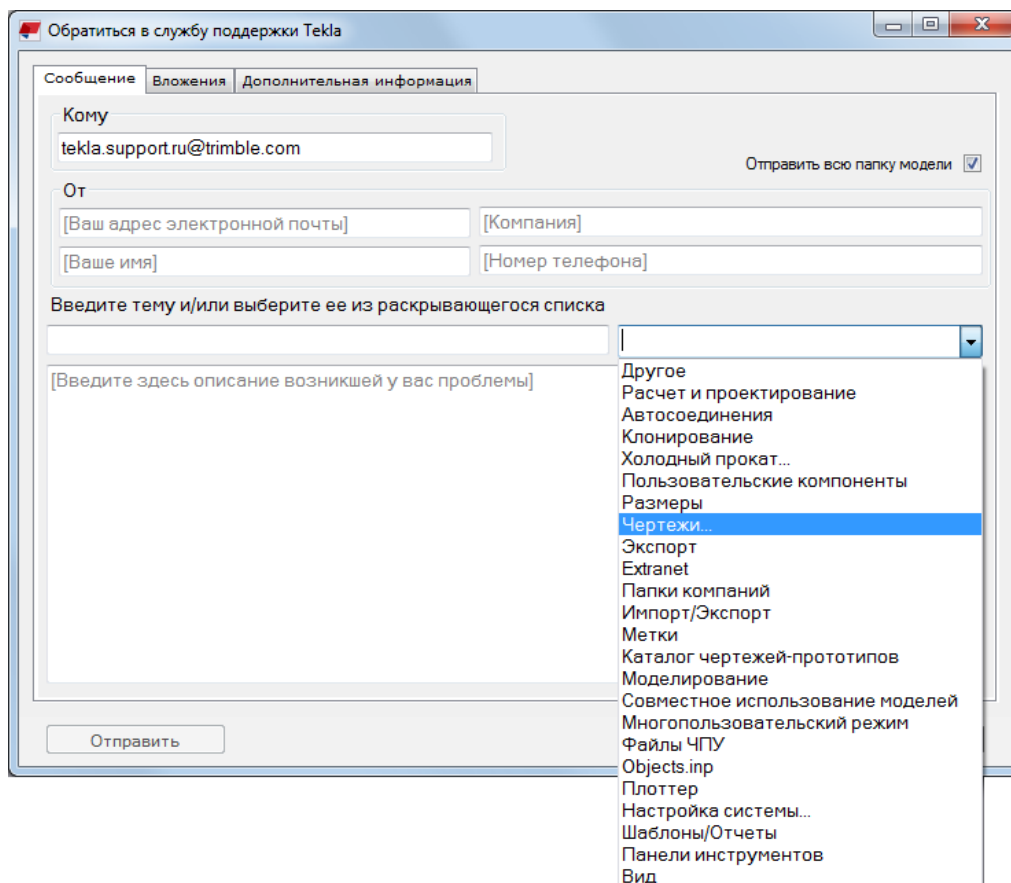 Обратиться в службу поддержки Tekla
Сообщение Вложения Дополнительная информация
Кому
tekla.support.ru@trimble.com
Отправить всю папку модели
От
[Ваш адрес электронной почты] [Компания]
[Ваше имя] [Номер телефона]
Введите тему и/или выберите ее из раскрывающегося списка
[Введите здесь описание возникшей у вас проблемы]
Другое
Расчет и проектирование
Автосоединения
Клонирование
Холодный прокат...
Пользовательские компоненты
Размеры
Чертежи...
Экспорт
Extranet
Папки компаний
Импорт/Экспорт
Метки
Каталог чертежей-прототипов
Моделирование
Совместное использование моделей
Многопользовательский режим
Файлы ЧПУ
Objects.inp
Плоттер
Настройка системы...
Шаблоны/Отчеты
Панели инструментов
Вид
Отправить